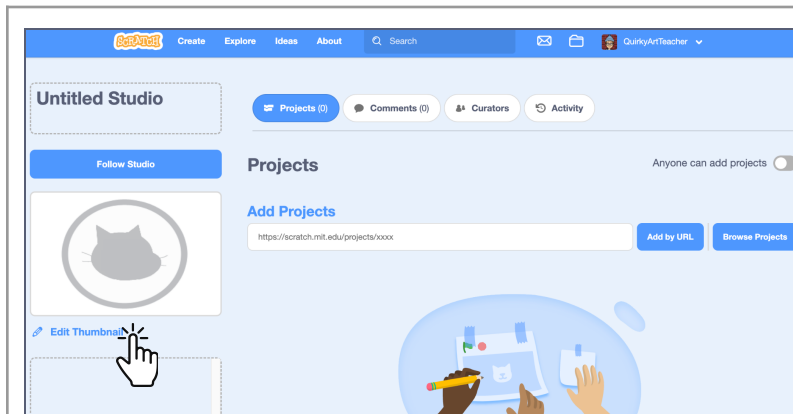 SCRATCH Create Explore Ideas About Search QuirkyArtTeacher
Untitled Studio
Projects (0) Comments (0) Curators Activity
Follow Studio
Projects Anyone can add projects
Add Projects
https://scratch.mit.edu/projects/xxxx Add by URL Browse Projects
Edit Thumbnail